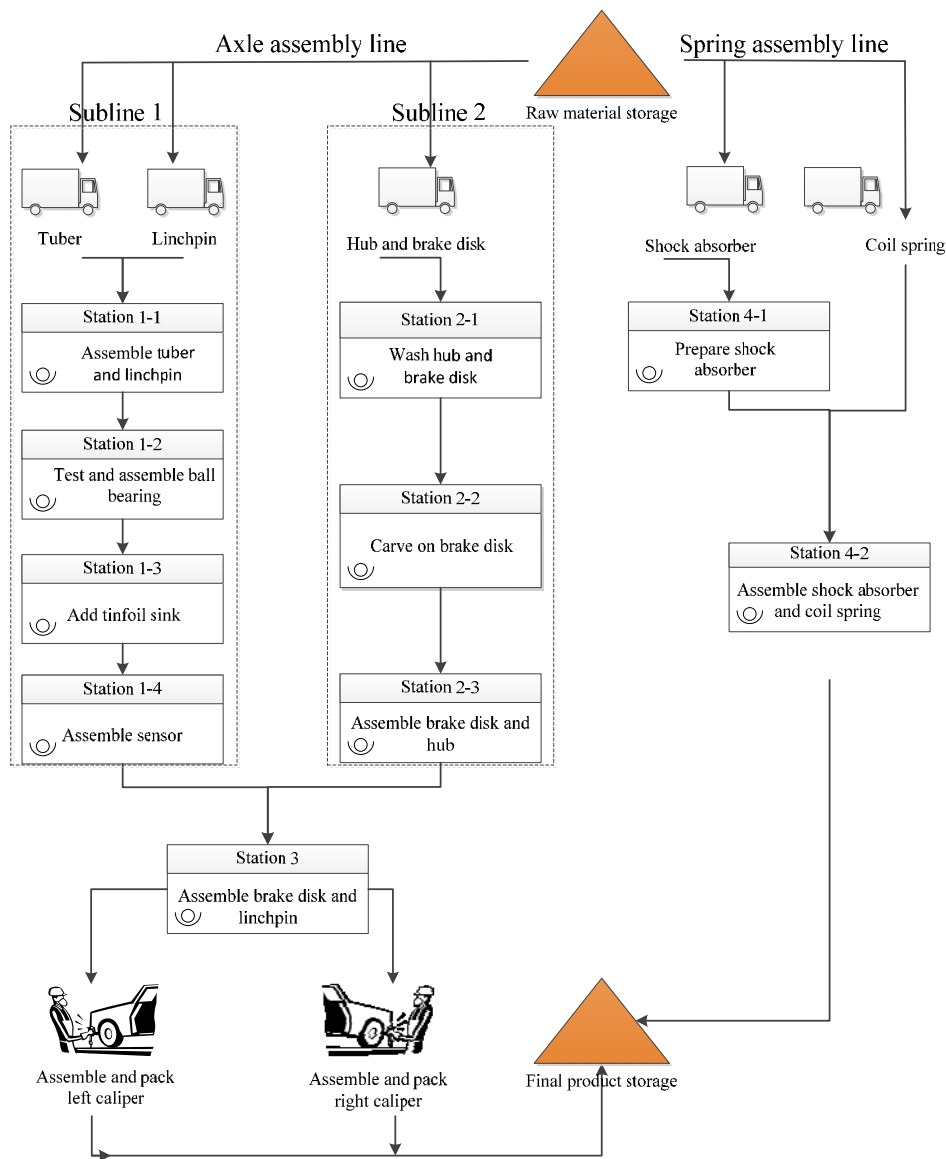 Axle assembly line
Spring assembly line
Raw material storage
Subline 1
Subline 2
Tuber
Linchpin
Hub and brake disk
Shock absorber
Coil spring
Station 1-1
Assemble tuber
and linchpin
Station 1-2
Test and assemble ball
bearing
Station 1-3
Add tinfoil sink
Station 1-4
Assemble sensor
Station 2-1
Wash hub and
brake disk
Station 2-2
Carve on brake disk
Station 2-3
Assemble brake disk and
hub
Station 4-1
Prepare shock
absorber
Station 4-2
Assemble shock absorber
and coil spring
Station 3
Assemble brake disk and
linchpin
Assemble and pack
left caliper
Assemble and pack
right caliper
Final product storage